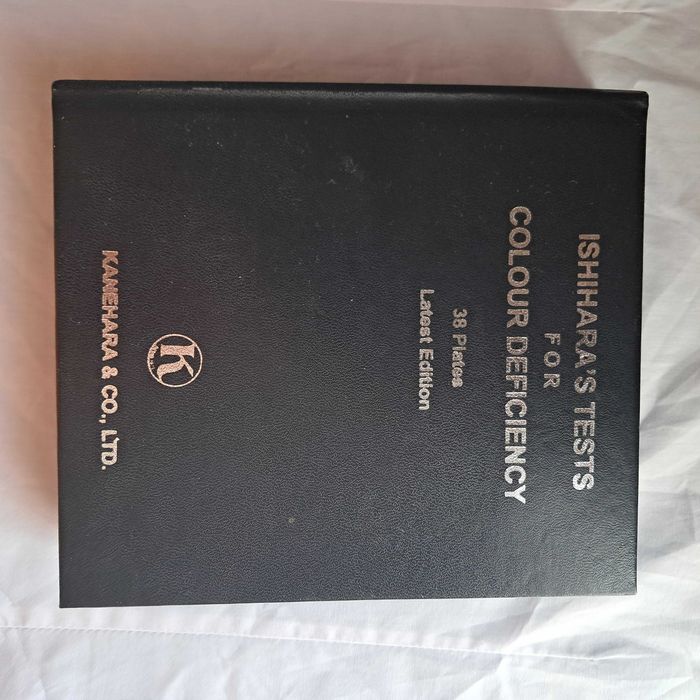 ISHIHARA'S TESTS
FOR
COLOUR DEFICIENCY
38 Plates
Latest Edition
K
KANEHARA & CO., LTD.